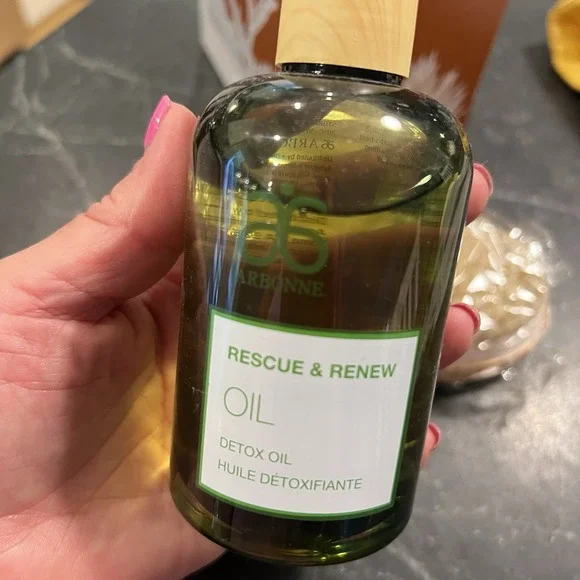 ARBONNE
RESCUE & RENEW
OIL
DETOX OIL
HUILE DÉTOXIFIANTE